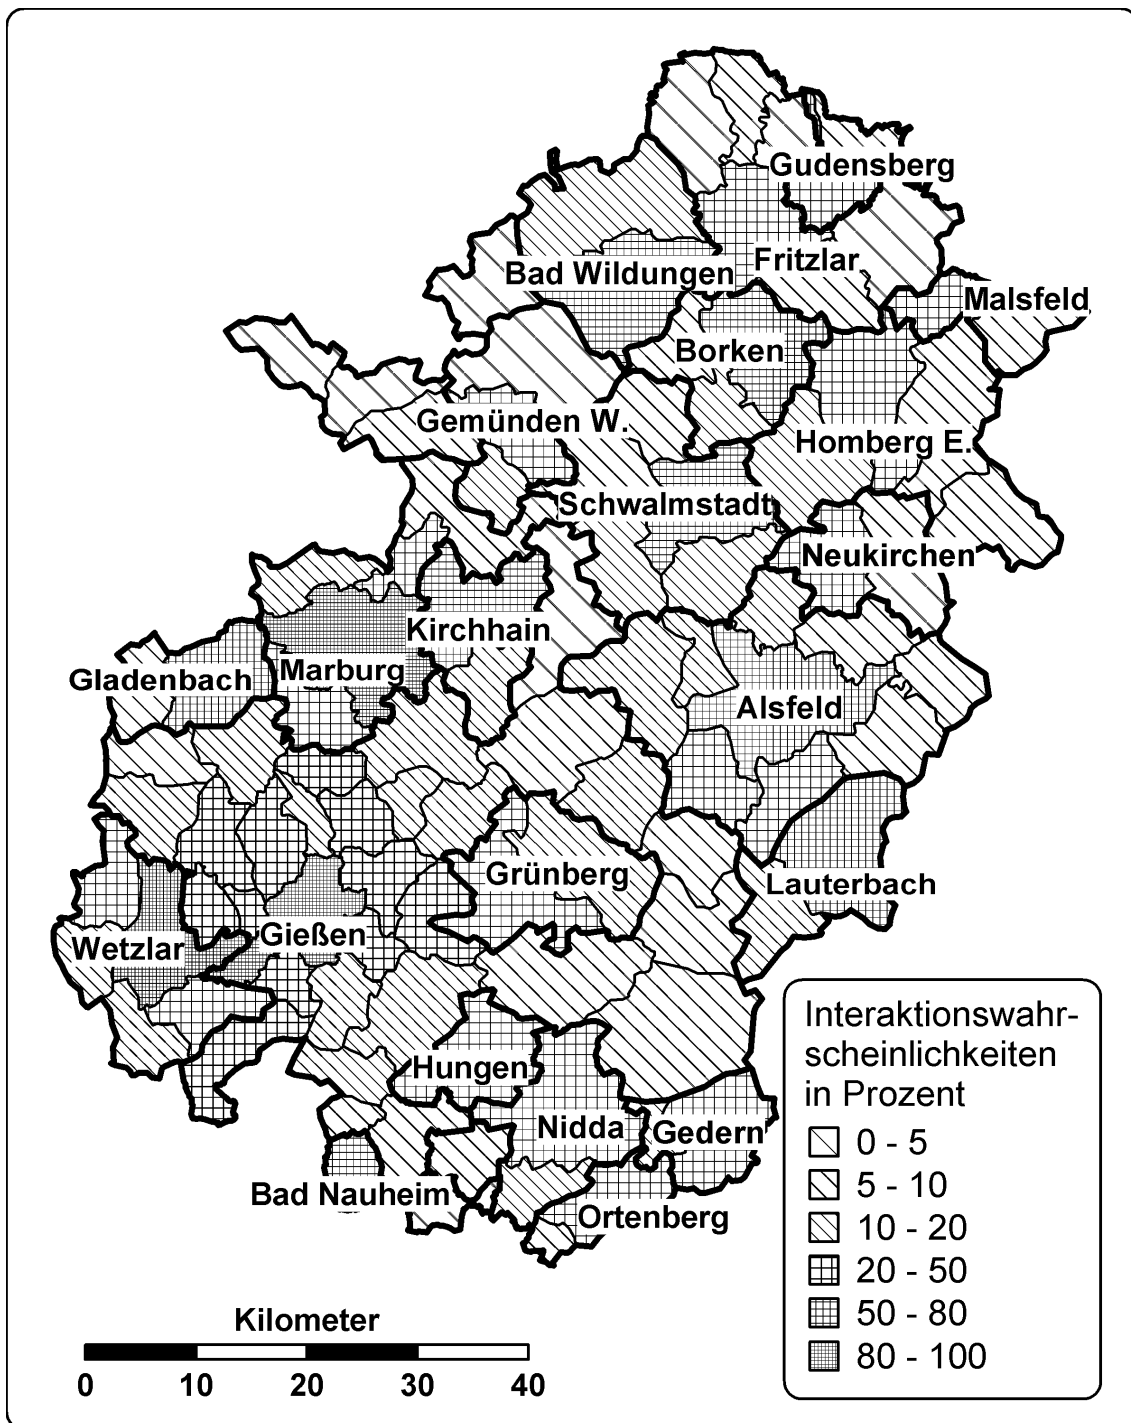 Gudensberg
Fritzlar
Bad Wildungen
Malsfeld
Borken
Gemünden W.
Homberg E.
Schwalmstadt
Neukirchen
Kirchhain
Marburg
Gladenbach
Alsfeld
Grünberg
Lauterbach
Gießen
Wetzlar
Hungen
Nidda
Gedern
Bad Nauheim
Ortenberg
Interaktionswahr-
scheinlichkeiten
in Prozent
0 - 5
5 - 10
10 - 20
20 - 50
50 - 80
80 - 100
Kilometer
0 10 20 30 40